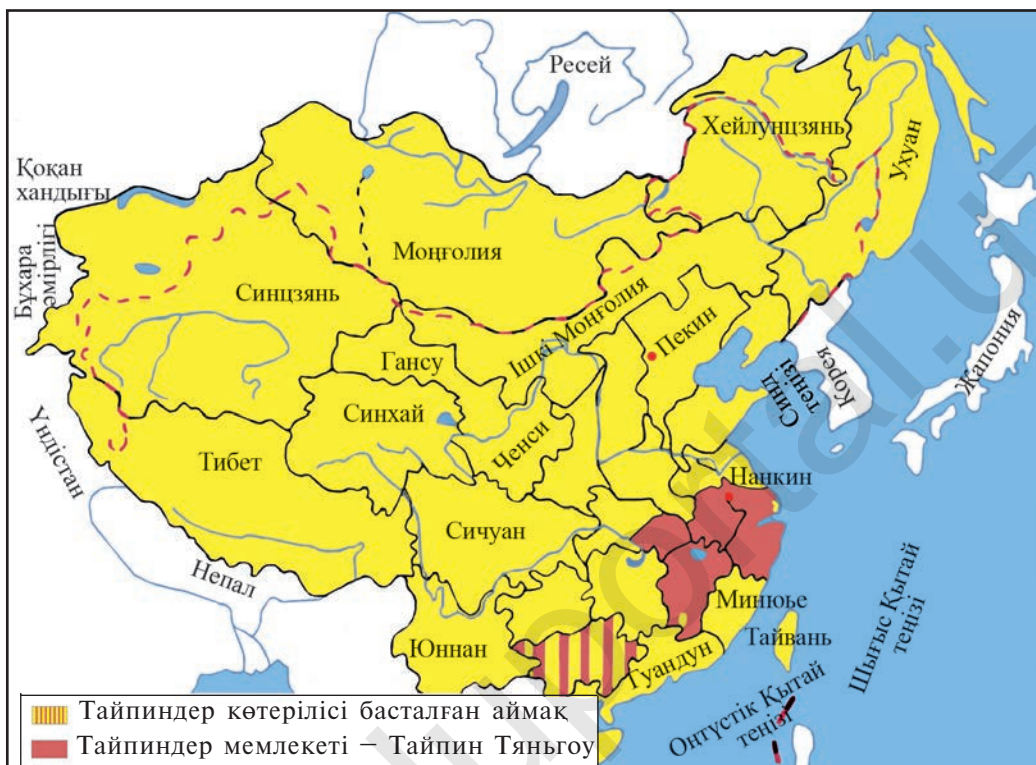 Ресей
Хейлунцзянь
Ухуан
Қоқан
хандығы
Бұхара
әмірлігі
Моңғолия
Синцзянь
Ішкі Моңғолия
Пекин
Гансу
Синд
теңізі
Корея
Жапония
Синхай
Ченси
Үндістан
Тибет
Нанкин
Сичуан
Непал
Минюье
Тайвань
Шығыс Қытай
теңізі
Юннан
Гуандун
Оңтүстік Қытай
теңізі
Тайпиндер көтерілісі басталған аймақ
Тайпиндер мемлекеті – Тайпин Тяньгоу